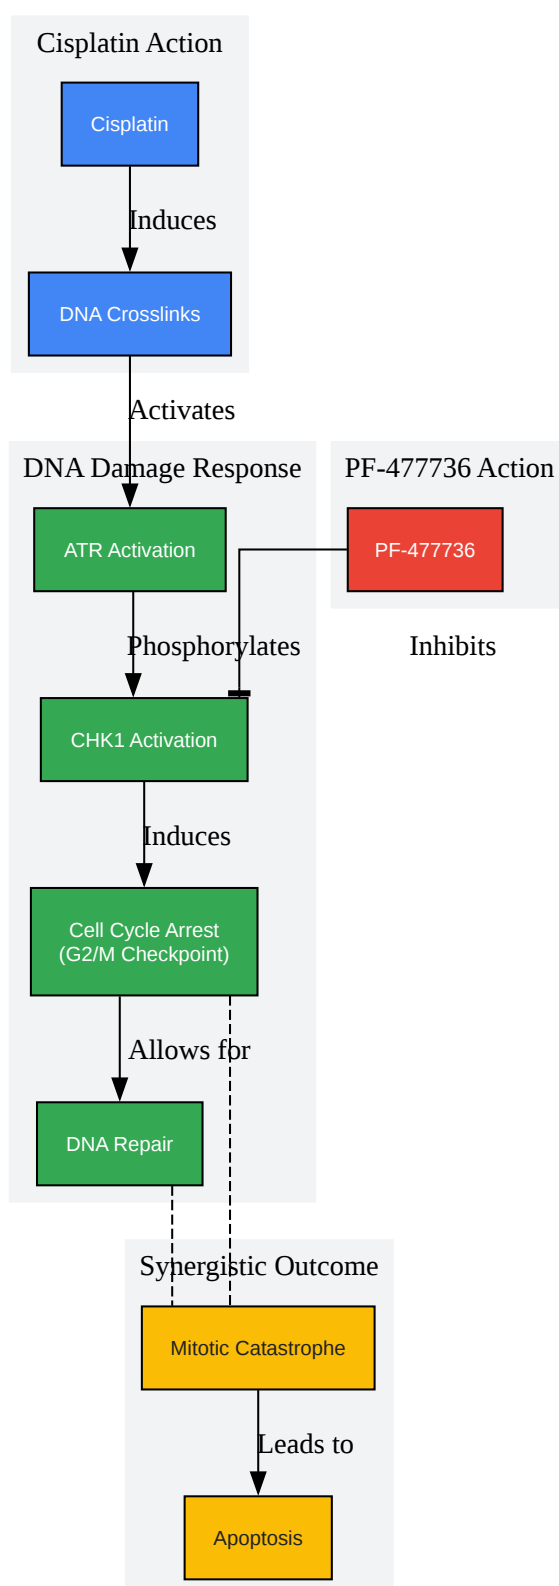 Cisplatin Action
Cisplatin
Induces
DNA Crosslinks
Activates
DNA Damage Response
PF-477736 Action
ATR Activation
PF-477736
Phosphorylates
Inhibits
CHK1 Activation
Induces
Cell Cycle Arrest
(G2/M Checkpoint)
Allows for
DNA Repair
Synergistic Outcome
Mitotic Catastrophe
Leads to
Apoptosis